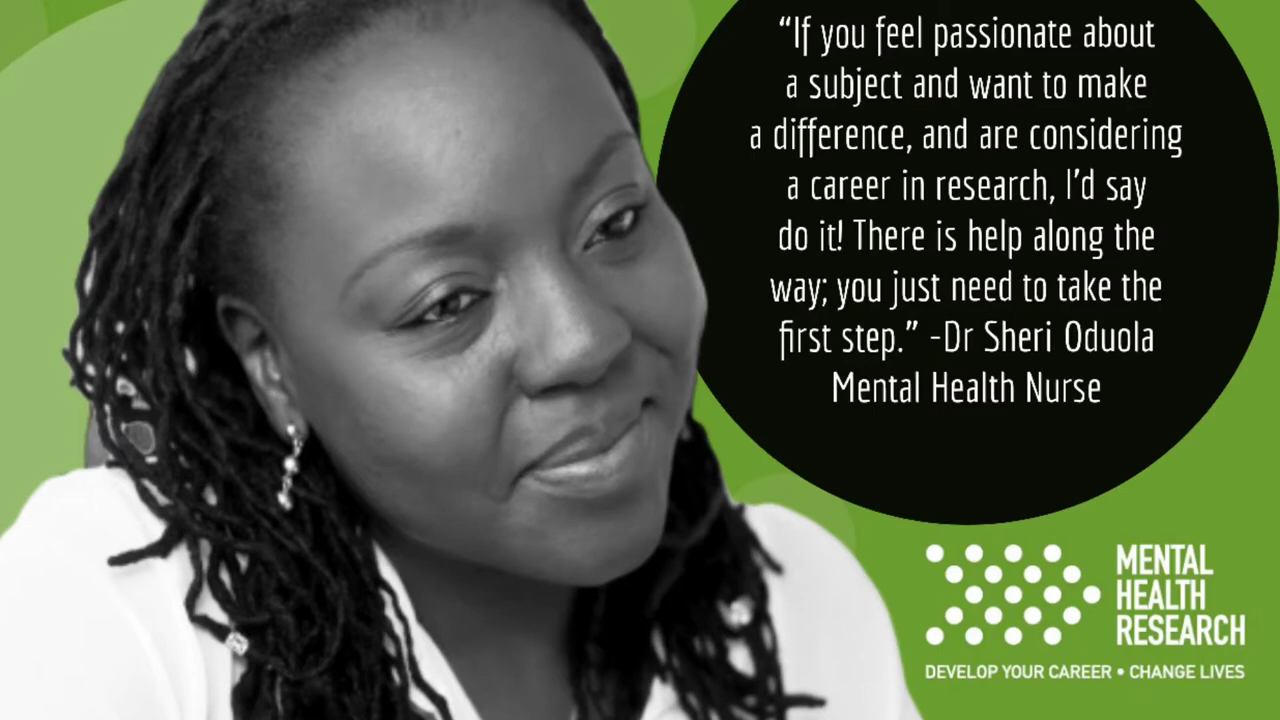 “If you feel passionate about
a subject and want to make
a difference, and are considering
a career in research, I’d say
do it! There is help along the
way; you just need to take the
first step.” -Dr Sheri Oduola
Mental Health Nurse
MENTAL
HEALTH
RESEARCH
DEVELOP YOUR CAREER • CHANGE LIVES